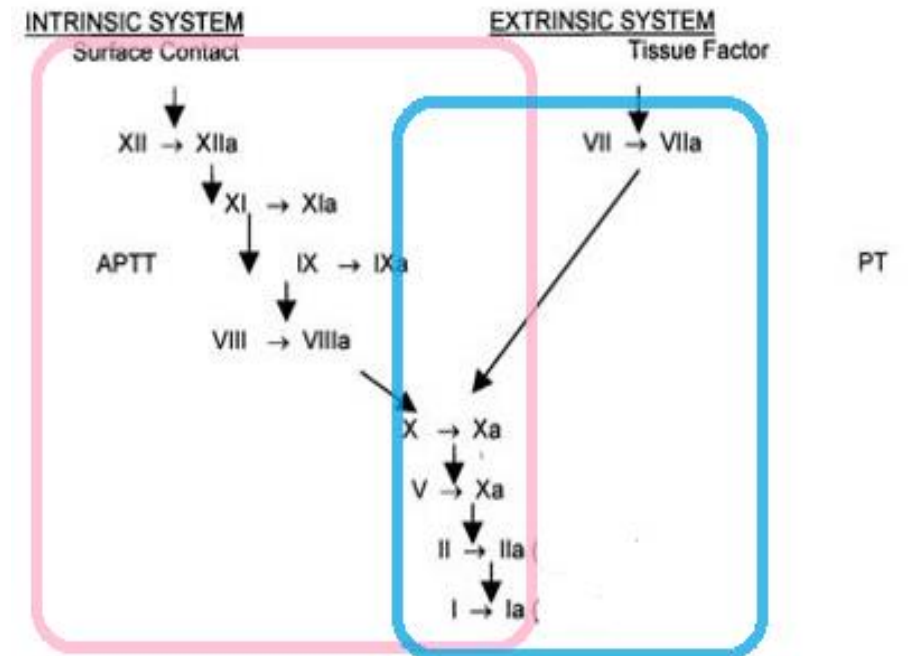 INTRINSIC SYSTEM EXTRINSIC SYSTEM
Surface Contact Tissue Factor
XII → XIIa VII → VIIa
XI → XIa
APTT IX → IXa PT
VIII → VIIIa
X → Xa
V → Xa
II → IIa (
I → Ia (